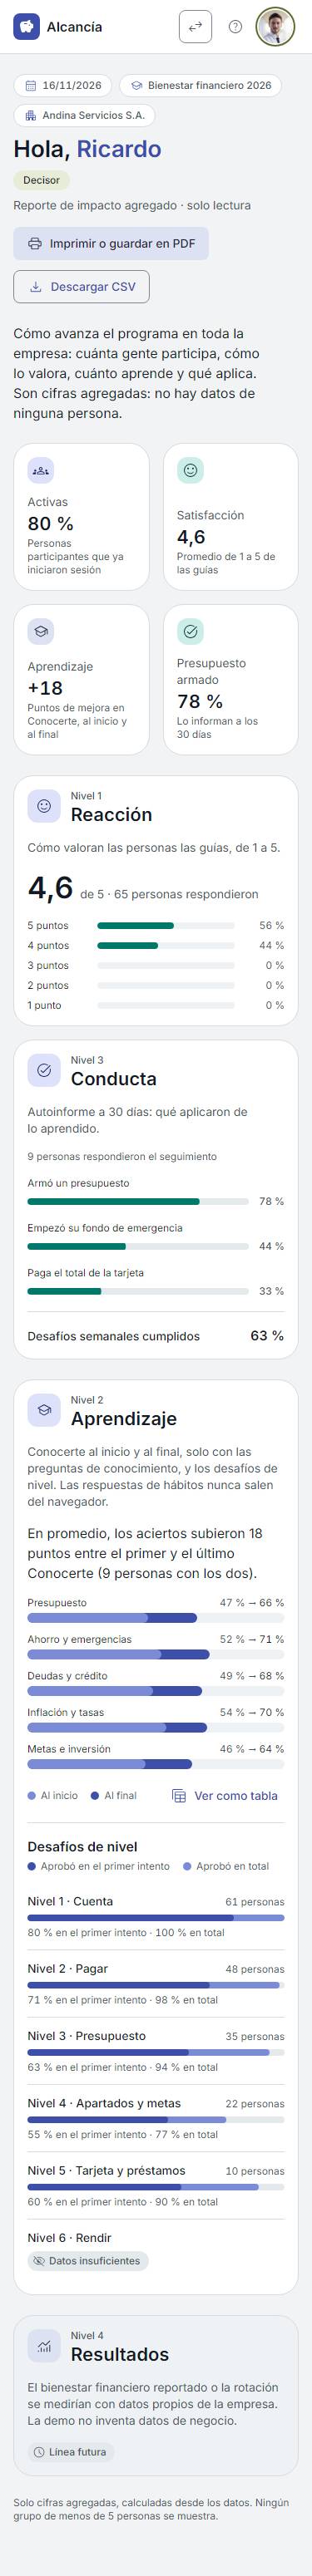 Alcancía
16/11/2026
Bienestar financiero 2026
Andina Servicios S.A.
Hola, Ricardo
Decisor
Reporte de impacto agregado · solo lectura
Imprimir o guardar en PDF
Descargar CSV
Cómo avanza el programa en toda la
empresa: cuánta gente participa, cómo
lo valora, cuánto aprende y qué aplica.
Son cifras agregadas: no hay datos de
ninguna persona.
Activas
80 %
Personas
participantes que ya
iniciaron sesión
Satisfacción
4,6
Promedio de 1 a 5 de
las guías
Aprendizaje
+18
Puntos de mejora en
Conocerte, al inicio y
al final
Presupuesto
armado
78 %
Lo informan a los
30 días
Nivel 1
Reacción
Cómo valoran las personas las guías, de 1 a 5.
4,6 de 5 · 65 personas respondieron
5 puntos 56 %
4 puntos 44 %
3 puntos 0 %
2 puntos 0 %
1 punto 0 %
Nivel 3
Conducta
Autoinforme a 30 días: qué aplicaron de
lo aprendido.
9 personas respondieron el seguimiento
Armó un presupuesto
78 %
Empezó su fondo de emergencia
44 %
Paga el total de la tarjeta
33 %
Desafíos semanales cumplidos 63 %
Nivel 2
Aprendizaje
Conocerte al inicio y al final, solo con las
preguntas de conocimiento, y los desafíos de
nivel. Las respuestas de hábitos nunca salen
del navegador.
En promedio, los aciertos subieron 18
puntos entre el primer y el último
Conocerte (9 personas con los dos).
Presupuesto 47 % → 66 %
Ahorro y emergencias 52 % → 71 %
Deudas y crédito 49 % → 68 %
Inflación y tasas 54 % → 70 %
Metas e inversión 46 % → 64 %
Al inicio Al final Ver como tabla
Desafíos de nivel
Aprobó en el primer intento Aprobó en total
Nivel 1 · Cuenta 61 personas
80 % en el primer intento · 100 % en total
Nivel 2 · Pagar 48 personas
71 % en el primer intento · 98 % en total
Nivel 3 · Presupuesto 35 personas
63 % en el primer intento · 94 % en total
Nivel 4 · Apartados y metas 22 personas
55 % en el primer intento · 77 % en total
Nivel 5 · Tarjeta y préstamos 10 personas
60 % en el primer intento · 90 % en total
Nivel 6 · Rendir
Datos insuficientes
Nivel 4
Resultados
El bienestar financiero reportado o la rotación
se medirían con datos propios de la empresa.
La demo no inventa datos de negocio.
Línea futura
Solo cifras agregadas, calculadas desde los datos. Ningún
grupo de menos de 5 personas se muestra.